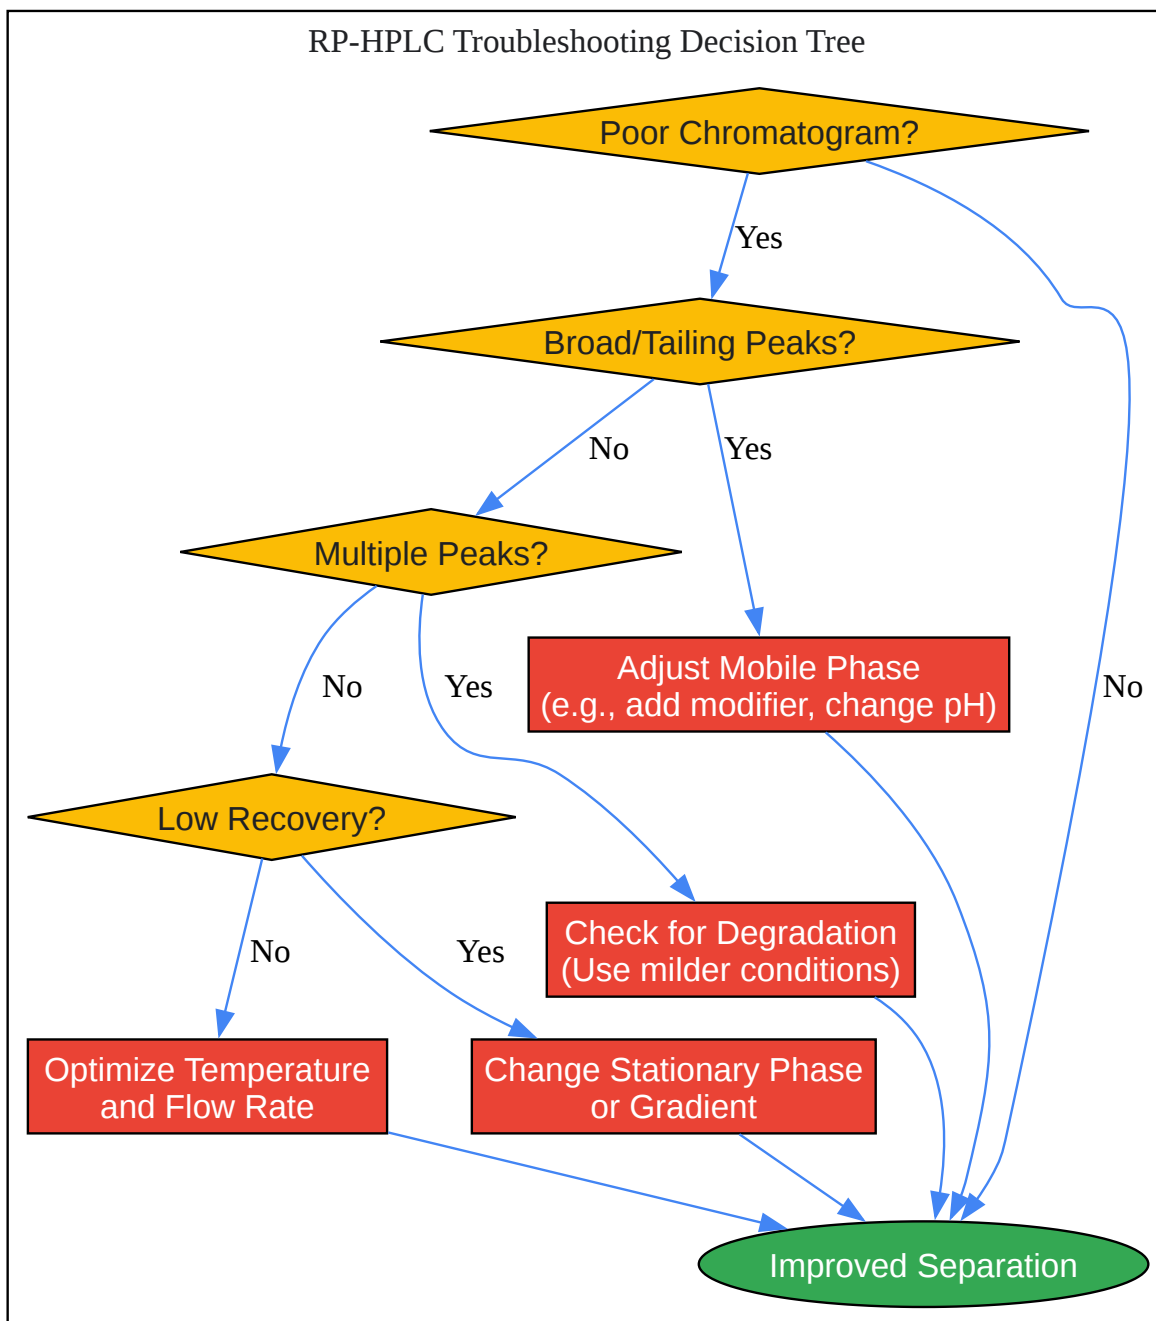 RP-HPLC Troubleshooting Decision Tree
Poor Chromatogram?
Yes
Broad/Tailing Peaks?
No
Yes
Multiple Peaks?
Adjust Mobile Phase
(e.g., add modifier, change pH)
No
Yes
No
Low Recovery?
Check for Degradation
(Use milder conditions)
No
Yes
Optimize Temperature
and Flow Rate
Change Stationary Phase
or Gradient
Improved Separation